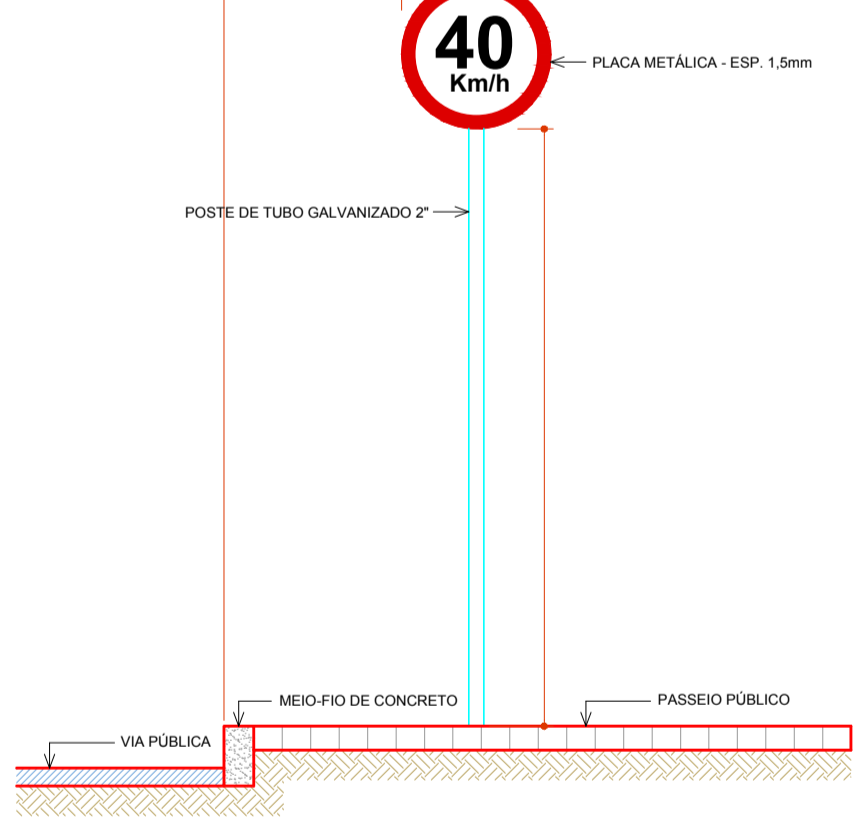 40
Km/h
PLACA METÁLICA - ESP. 1,5mm
POSTE DE TUBO GALVANIZADO 2"
MEIO-FIO DE CONCRETO
PASSEIO PÚBLICO
VIA PÚBLICA